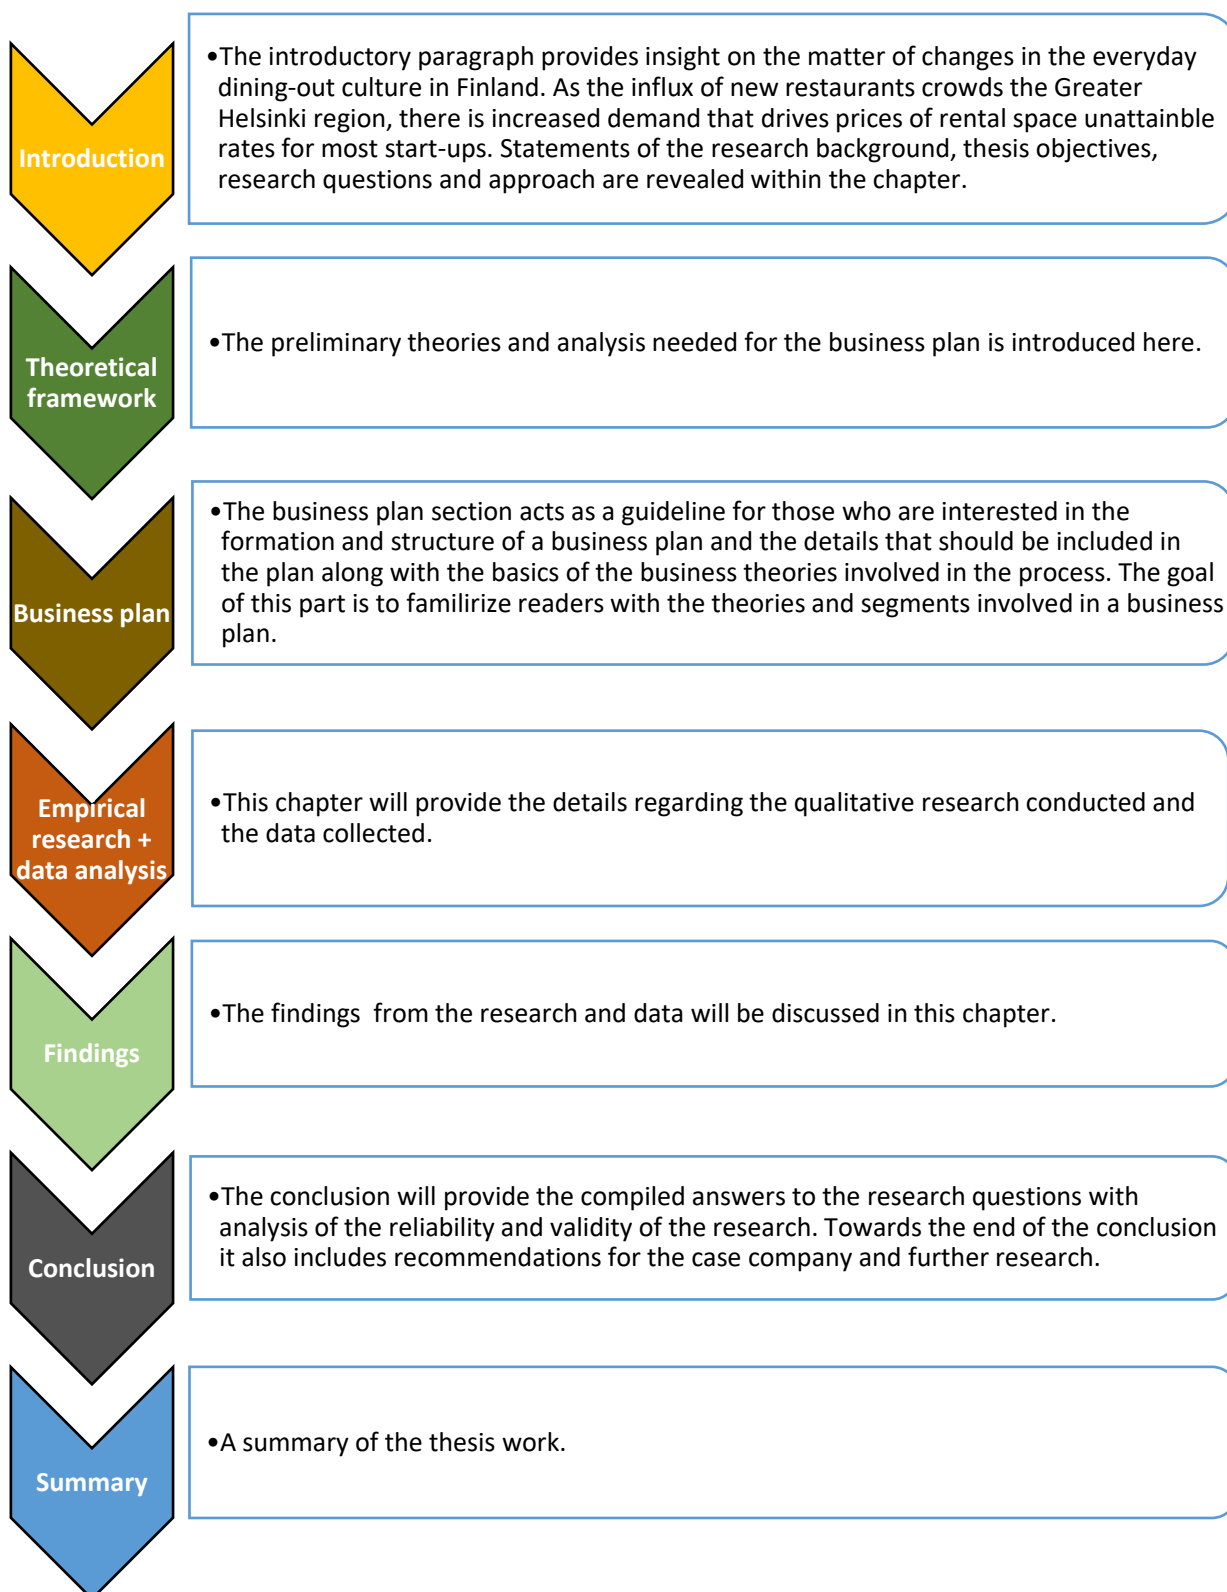 Introduction
•The introductory paragraph provides insight on the matter of changes in the everyday
dining-out culture in Finland. As the influx of new restaurants crowds the Greater
Helsinki region, there is increased demand that drives prices of rental space unattainble
rates for most start-ups. Statements of the research background, thesis objectives,
research questions and approach are revealed within the chapter.
Theoretical
framework
•The preliminary theories and analysis needed for the business plan is introduced here.
Business plan
•The business plan section acts as a guideline for those who are interested in the
formation and structure of a business plan and the details that should be included in
the plan along with the basics of the business theories involved in the process. The goal
of this part is to familirize readers with the theories and segments involved in a business
plan.
Empirical
research +
data analysis
•This chapter will provide the details regarding the qualitative research conducted and
the data collected.
Findings
•The findings  from the research and data will be discussed in this chapter.
Conclusion
•The conclusion will provide the compiled answers to the research questions with
analysis of the reliability and validity of the research. Towards the end of the conclusion
it also includes recommendations for the case company and further research.
Summary
•A summary of the thesis work.